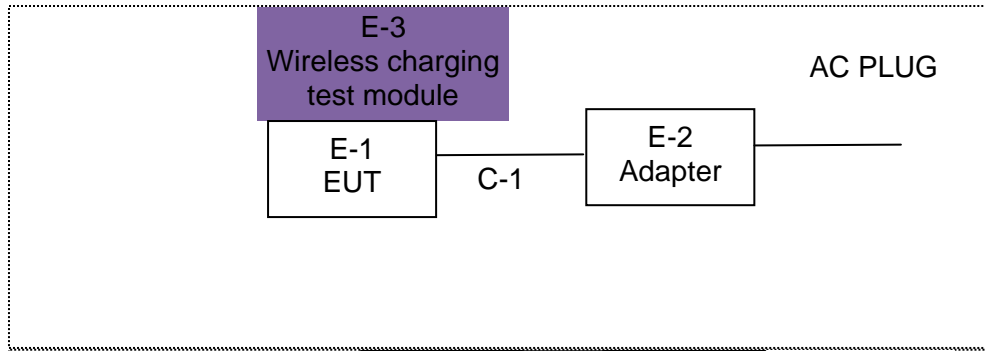 E-3
Wireless charging
test module
AC PLUG
E-1
EUT
C-1
E-2
Adapter